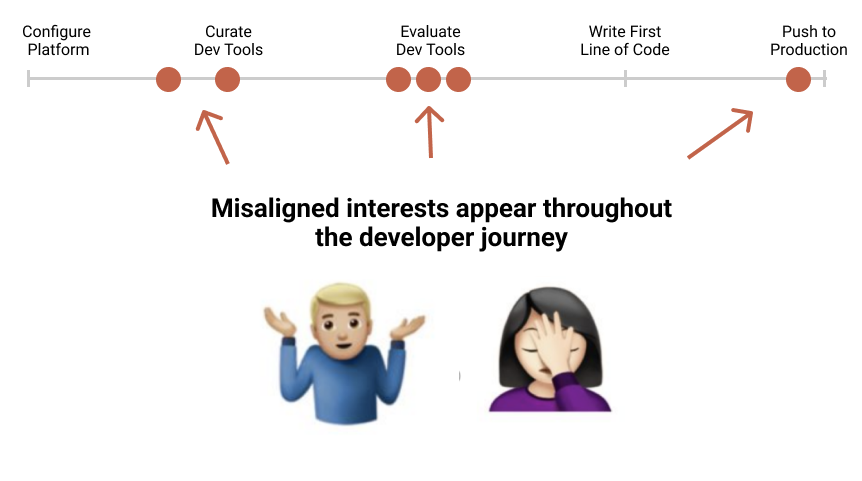 Configure
Platform
Curate
Dev Tools
Evaluate
Dev Tools
Write First
Line of Code
Push to
Production
Misaligned interests appear throughout
the developer journey